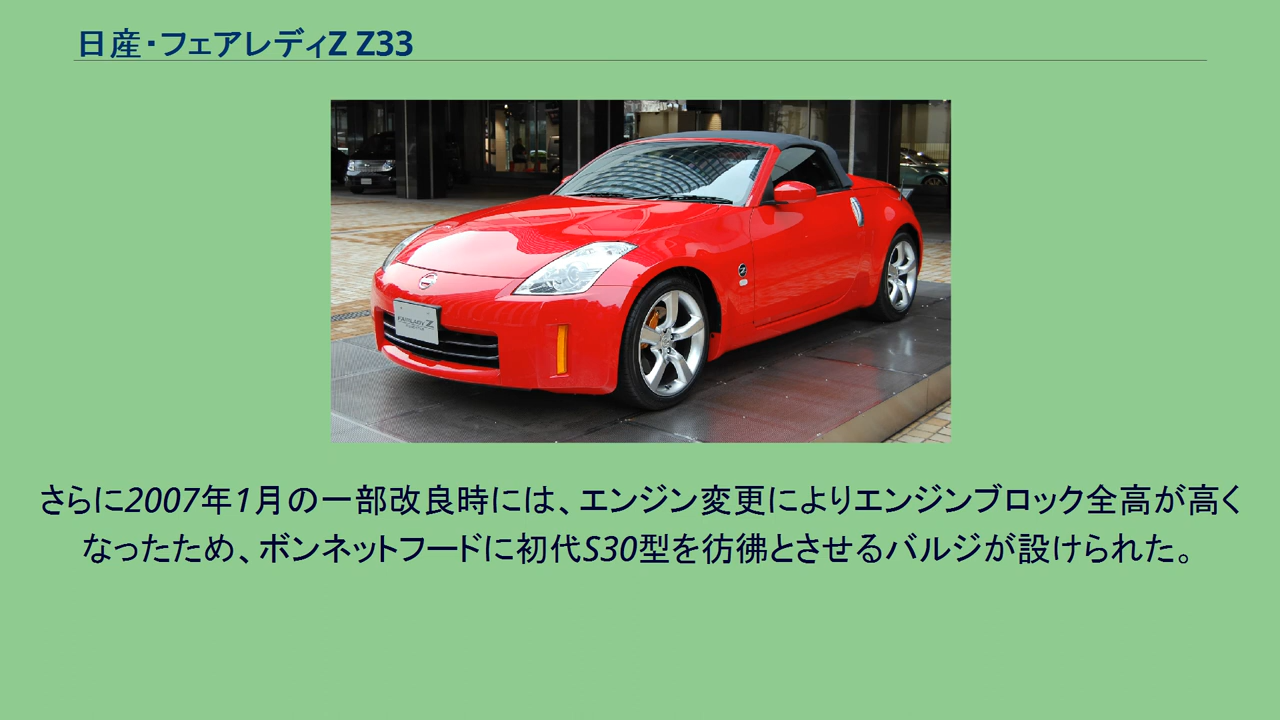 日産・フェアレディZ Z33
FAIRLADY Z
さらに2007年1月の一部改良時には、エンジン変更によりエンジンブロック全高が高く
なったため、ボンネットフードに初代S30型を彷彿とさせるバルジが設けられた。